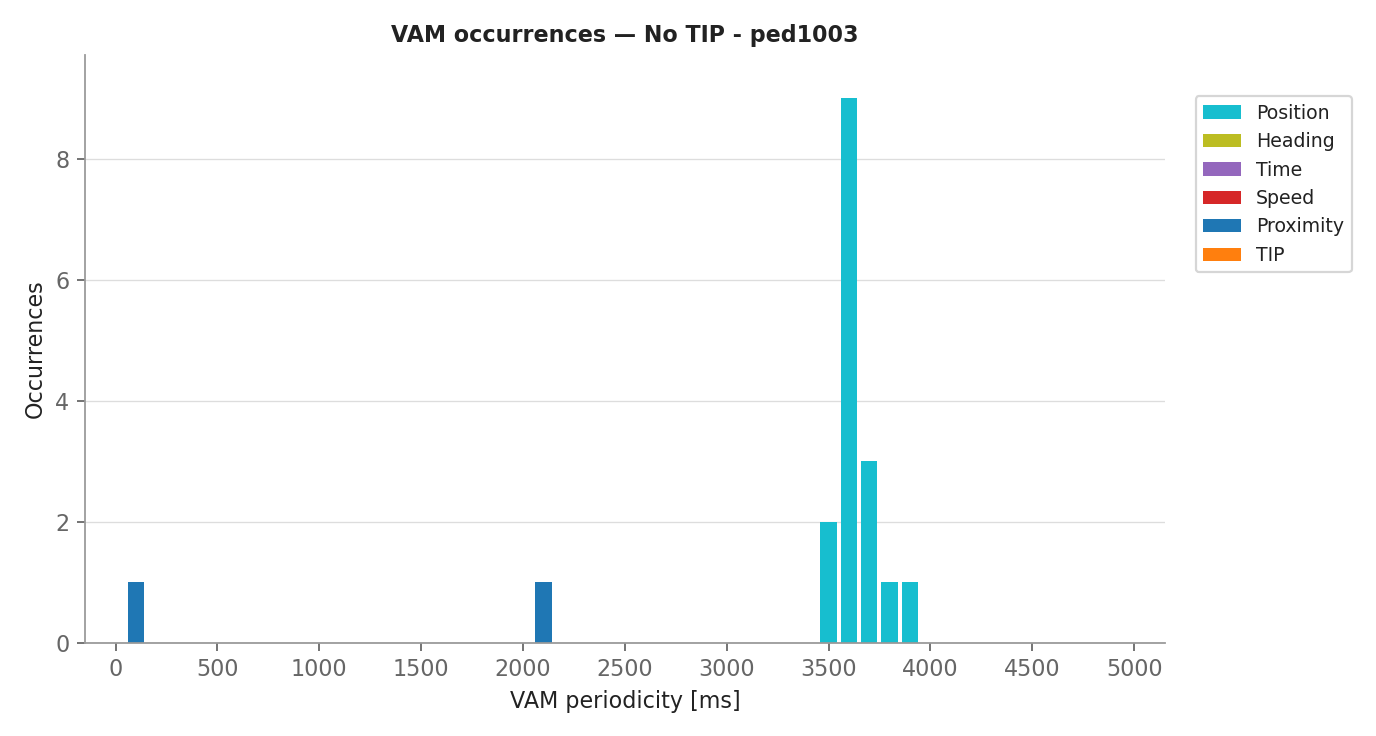 VAM occurrences — No TIP - ped1003
Occurrences
8
6
4
2
0
0 500 1000 1500 2000 2500 3000 3500 4000 4500 5000
VAM periodicity [ms]
Position
Heading
Time
Speed
Proximity
TIP